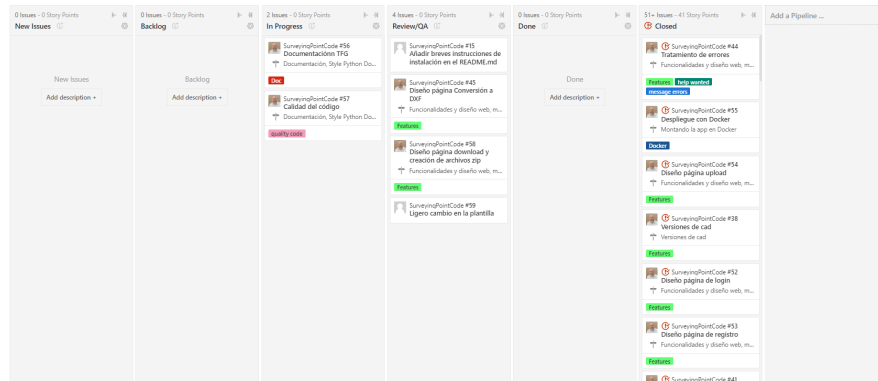 0 Issues - 0 Story Points
New Issues
New Issues
Add description +
0 Issues - 0 Story Points
Backlog
Backlog
Add description +
2 Issues - 0 Story Points
In Progress
SurveyingPointCode #56
Documentaciónn TFG
Documentación, Style Python Do...
Doc
SurveyingPointCode #57
Calidad del código
Documentación, Style Python Do...
quality code
4 Issues - 0 Story Points
Review/QA
SurveyingPointCode #15
Añadir breves instrucciones de
instalación en el README.md
SurveyingPointCode #45
Diseño página Conversión a
DXF
Funcionalidades y diseño web, m...
Features
SurveyingPointCode #58
Diseño página download y
creación de archivos zip
Funcionalidades y diseño web, m...
Features
SurveyingPointCode #59
Ligero cambio en la plantilla
0 Issues - 0 Story Points
Done
Done
Add description +
51+ Issues - 41 Story Points
Closed
SurveyingPointCode #44
Tratamiento de errores
Funcionalidades y diseño web, m...
Features help wanted
message errors
SurveyingPointCode #55
Despliegue con Docker
Montando la app en Docker
Docker
SurveyingPointCode #54
Diseño página upload
Funcionalidades y diseño web, m...
Features
SurveyingPointCode #38
Versiones de cad
Versiones de cad
Features
SurveyingPointCode #52
Diseño página de login
Funcionalidades y diseño web, m...
Features
SurveyingPointCode #53
Diseño página de registro
Funcionalidades y diseño web, m...
Features
SurveyingPointCode #41
Add a Pipeline ...